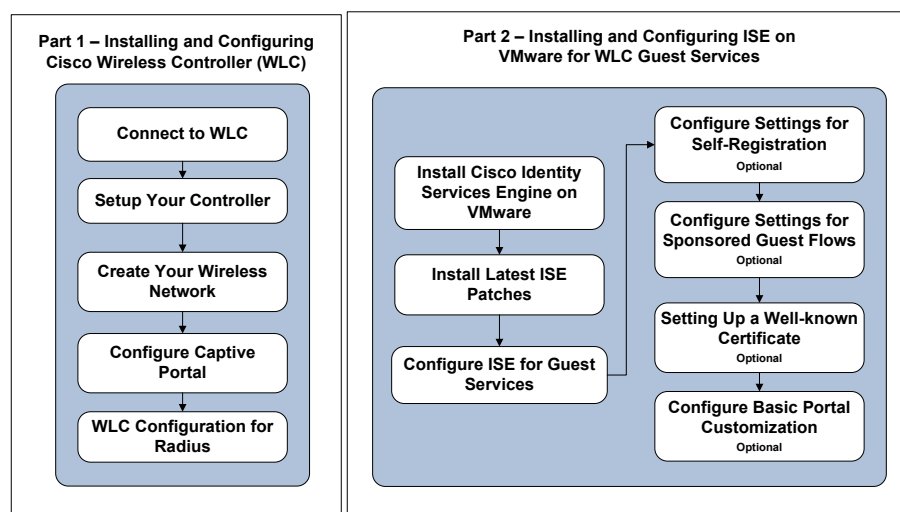 Part 1 – Installing and Configuring
Cisco Wireless Controller (WLC)
Connect to WLC
Setup Your Controller
Create Your Wireless
Network
Configure Captive
Portal
WLC Configuration for
Radius
Part 2 – Installing and Configuring ISE on
VMware for WLC Guest Services
Install Cisco Identity
Services Engine on
VMware
Install Latest ISE
Patches
Configure ISE for Guest
Services
Configure Settings for
Self-Registration
Optional
Configure Settings for
Sponsored Guest Flows
Optional
Setting Up a Well-known
Certificate
Optional
Configure Basic Portal
Customization
Optional